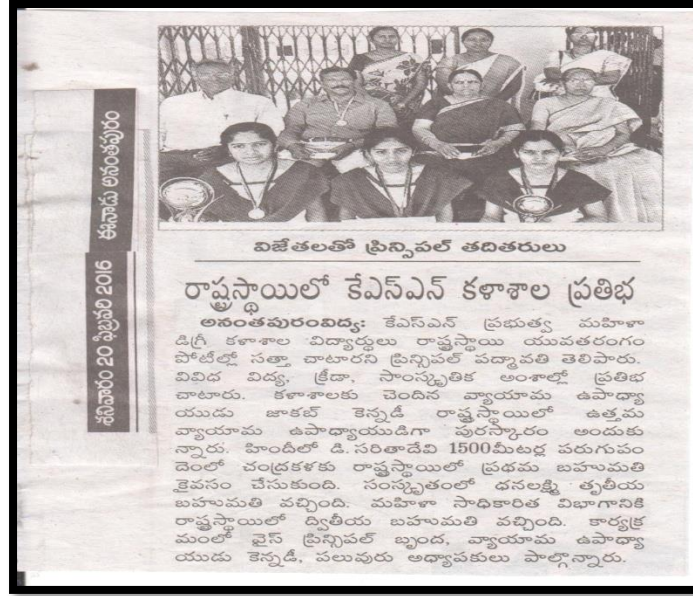 ఈనాడు అనంతపురం
శనివారం 20 ఫిబ్రవరి 2016
విజేతలతో ప్రిన్సిపల్ తదితరులు
రాష్ట్రస్థాయిలో కేఎస్ఎన్ కళాశాల ప్రతిభ
అనంతపురంవిద్య: కేఎస్ఎన్ ప్రభుత్వ మహిళా
డిగ్రీ కళాశాల విద్యార్థులు రాష్ట్రస్థాయి యువతరంగం
పోటీల్లో సత్తా చాటారని ప్రిన్సిపల్ పద్మావతి తెలిపారు.
వివిధ విద్య, క్రీడా, సాంస్కృతిక అంశాల్లో ప్రతిభ
చాటారు. కళాశాలకు చెందిన వ్యాయామ ఉపాధ్యా
యుడు జాకబ్ కెన్నడీ రాష్ట్రస్థాయిలో ఉత్తమ
వ్యాయామ ఉపాధ్యాయుడిగా పురస్కారం అందుకు
న్నారు. హిందీలో డి.సరితాదేవి 1500మీటర్ల పరుగుపం
దెంలో చంద్రకళకు రాష్ట్రస్థాయిలో ప్రథమ బహుమతి
కైవసం చేసుకుంది. సంస్కృతంలో ధనలక్ష్మి తృతీయ
బహుమతి వచ్చింది. మహిళా సాధికారిత విభాగానికి
రాష్ట్రస్థాయిలో ద్వితీయ బహుమతి వచ్చింది. కార్యక్ర
మంలో వైస్ ప్రిన్సిపల్ బృంద, వ్యాయామ ఉపాధ్యా
యుడు కెన్నడీ, పలువురు అధ్యాపకులు పాల్గొన్నారు.